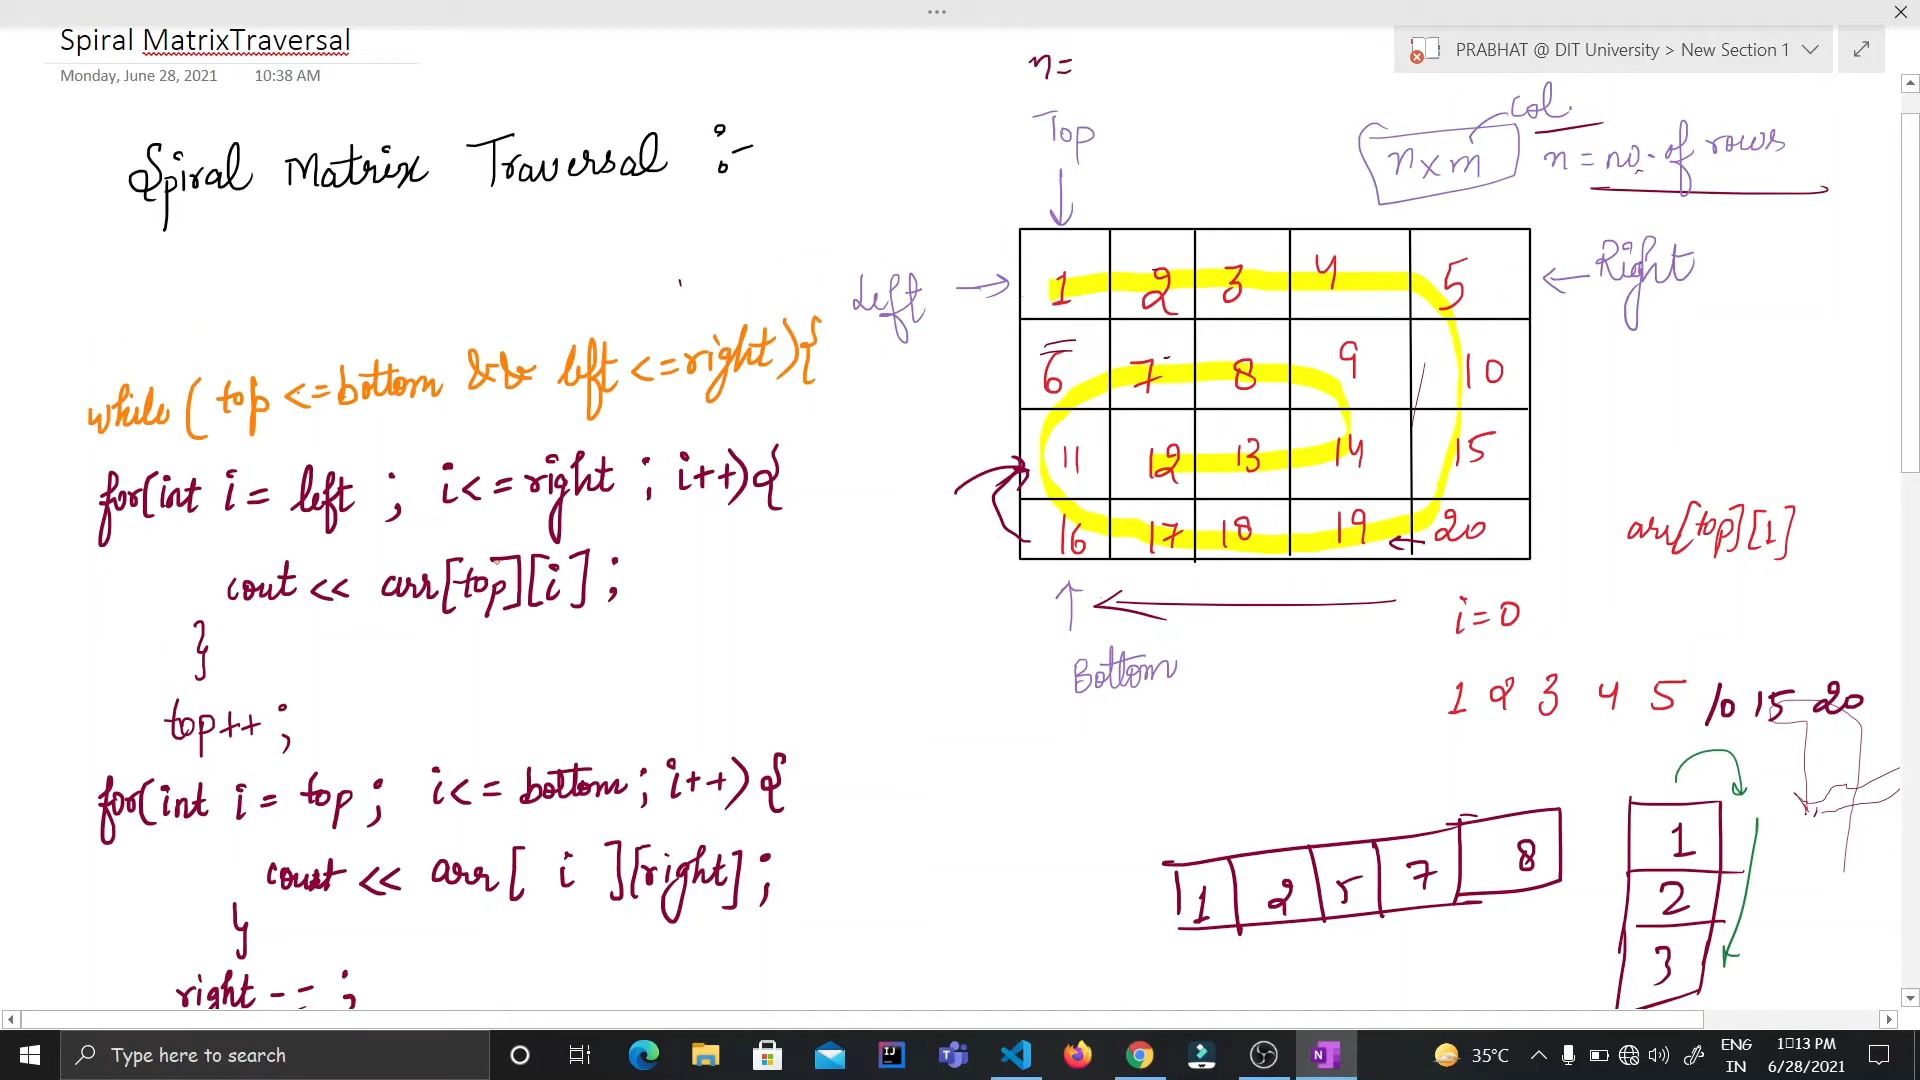 Spiral MatrixTraversal
Monday, June 28, 2021 10:38 AM
PRABHAT @ DIT University > New Section 1
n=
Top
col.
n x m
n = no. of rows
Spiral Matrix Traversal :-
Left
Right
1 2 3 4 5
6 7 8 9 10
11 12 13 14 15
16 17 18 19 20
while ( top <= bottom && left <= right){
for(int i = left ; i<= right ; i++){
cout << arr[top][i] ;
}
top++ ;
for(int i = top ; i<= bottom ; i++){
cout << arr[ i ][right] ;
}
right -- ;
arr[top][1]
i = 0
Bottom
1 2 3 4 5 10 15 20
1 2 5 7 8
1
2
3
Type here to search
35°C
ENG
IN
1:13 PM
6/28/2021